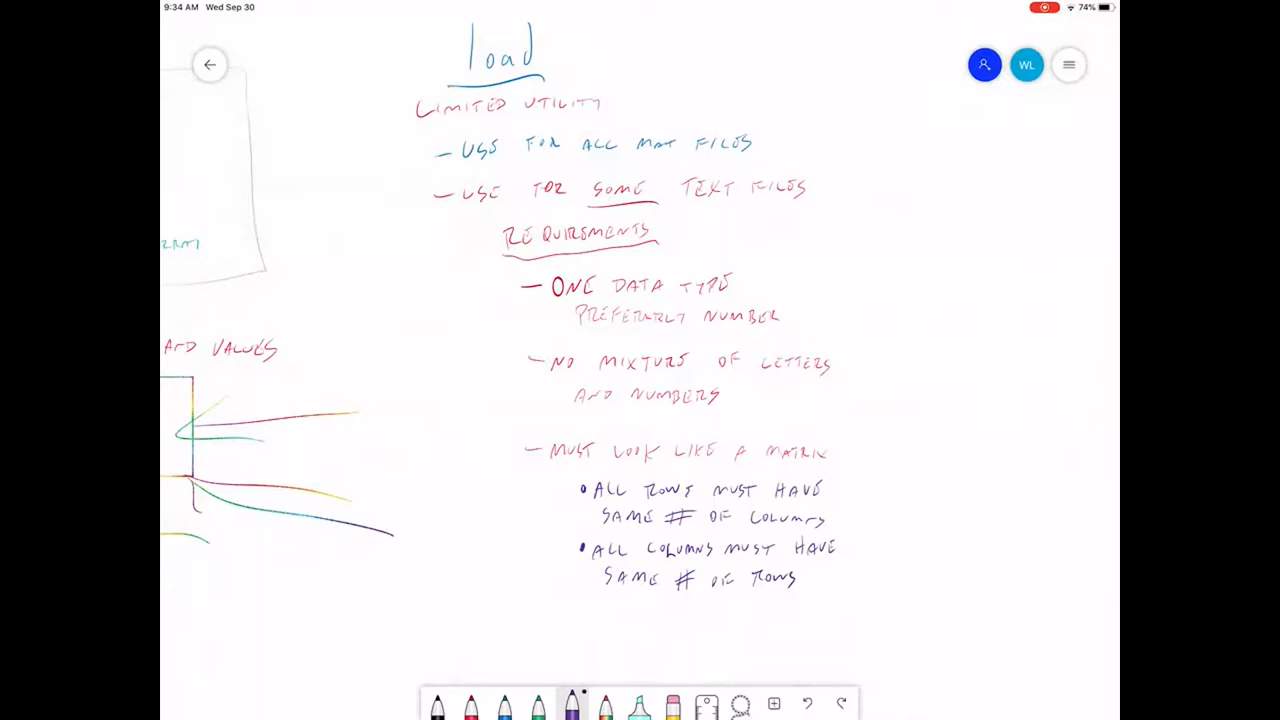 9:34 AM Wed Sep 30
74%
WL
load
LIMITED UTILITY
- USE FOR ALL MAT FILES
- USE FOR SOME TEXT FILES
REQUIREMENTS
- ONE DATA TYPE
PREFERABLY NUMBER
- NO MIXTURE OF LETTERS
AND NUMBERS
- MUST LOOK LIKE A MATRIX
• ALL ROWS MUST HAVE
SAME # OF COLUMNS
• ALL COLUMNS MUST HAVE
SAME # OF ROWS
AND VALUES